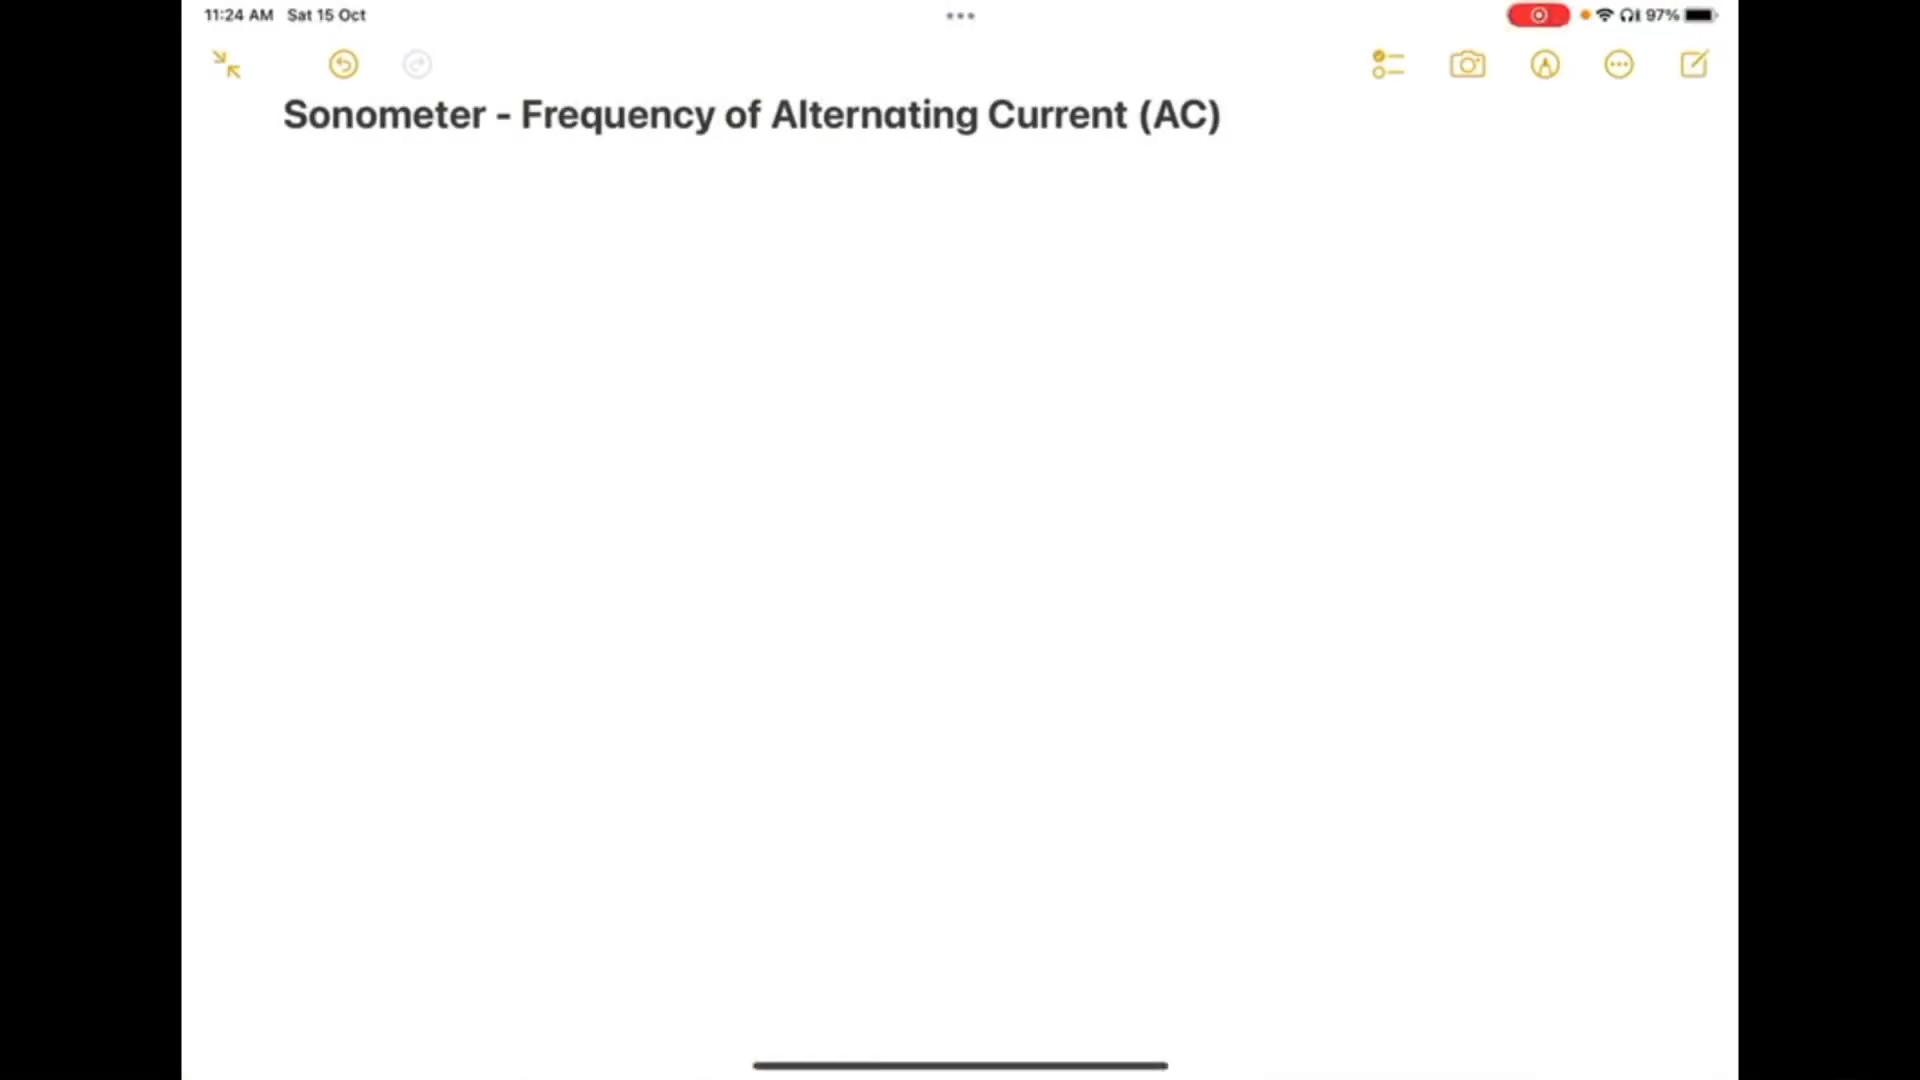 11:24 AM Sat 15 Oct
97%
Sonometer - Frequency of Alternating Current (AC)